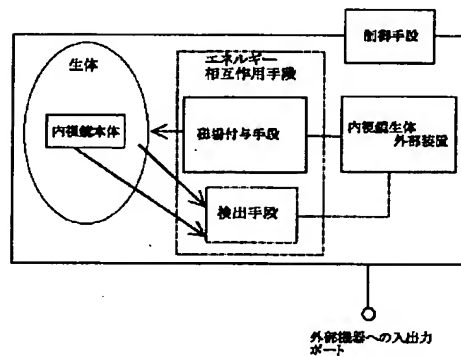 制御手段
エネルギー
相互作用手段
生体
内視鏡本体
磁場付与手段
内視鏡生体
外部装置
検出手段
外部機器への入出力
ポート